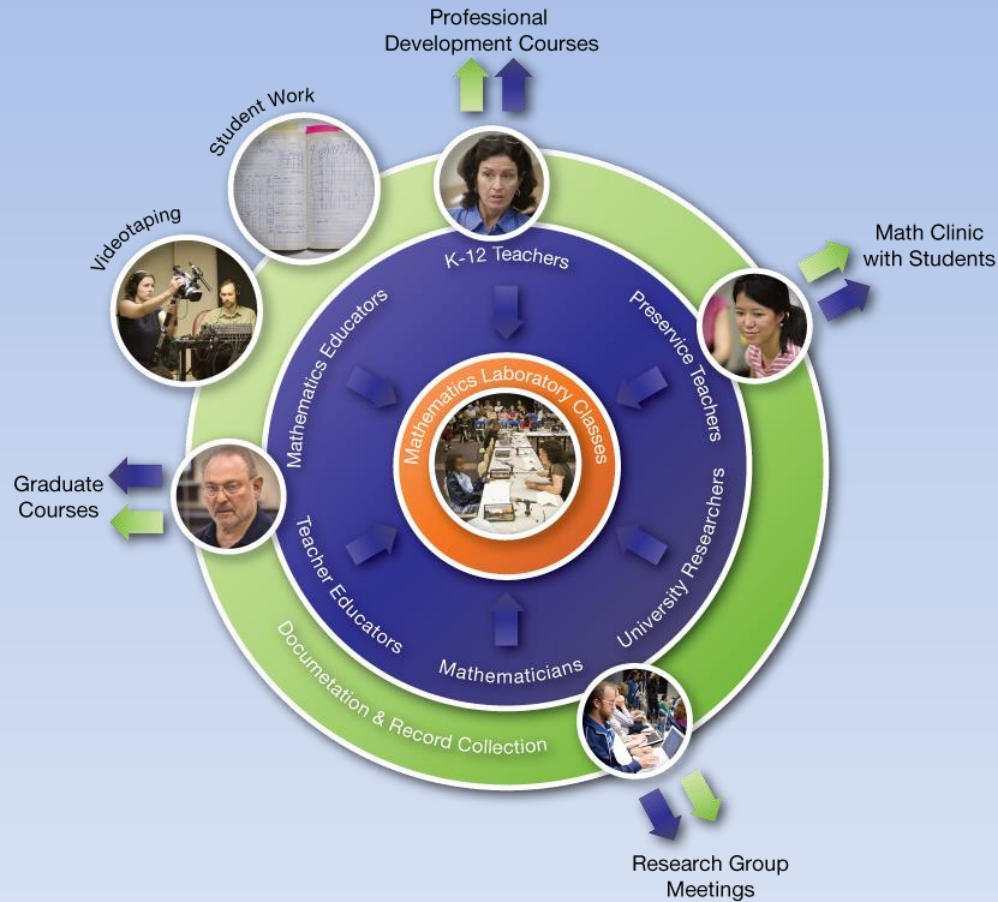 Professional
Development Courses
Student Work
Videotaping
K-12 Teachers
Math Clinic
with Students
Mathematics Educators
Preservice Teachers
Mathematics Laboratory Classes
Graduate
Courses
Teacher Educators
University Researchers
Mathematicians
Documetation & Record Collection
Research Group
Meetings